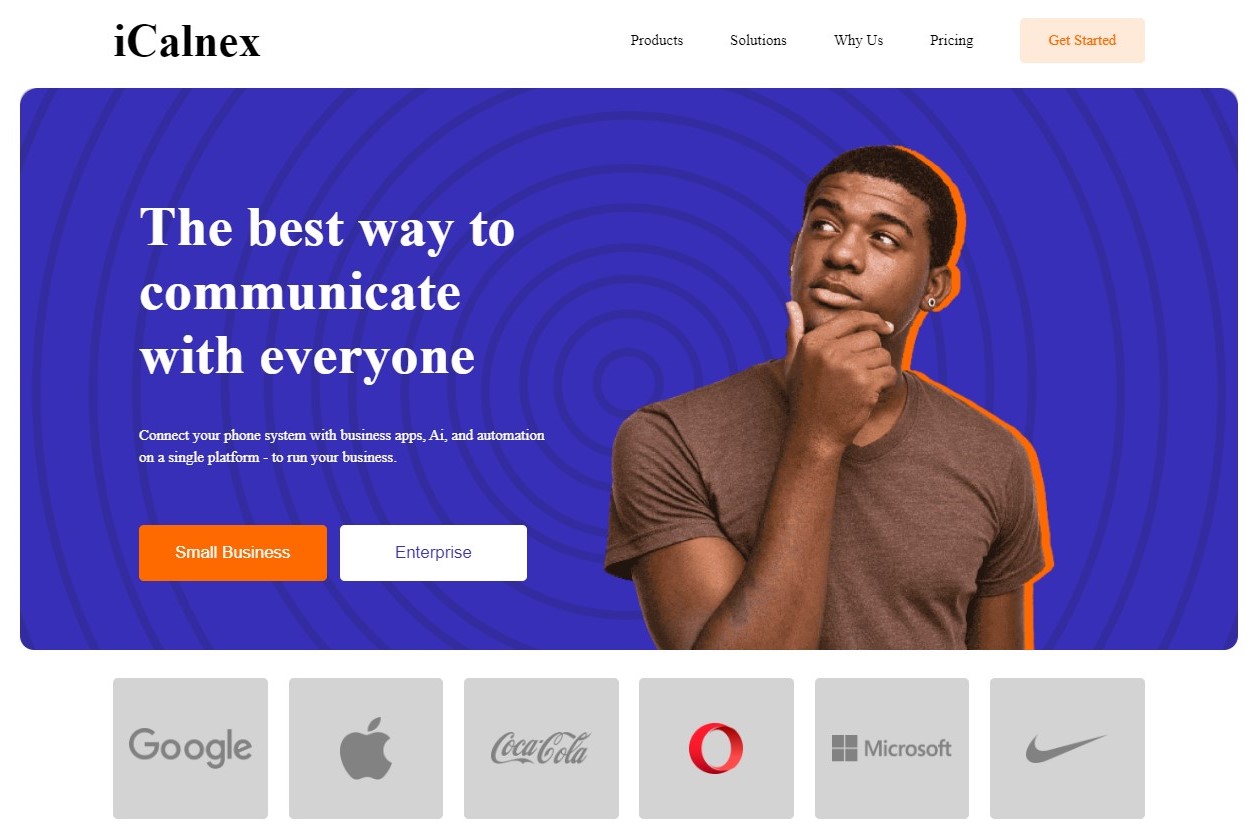 iCalnex
Products Solutions Why Us Pricing Get Started
The best way to
communicate
with everyone
Connect your phone system with business apps, Ai, and automation
on a single platform - to run your business.
Small Business Enterprise
Google Coca-Cola Microsoft